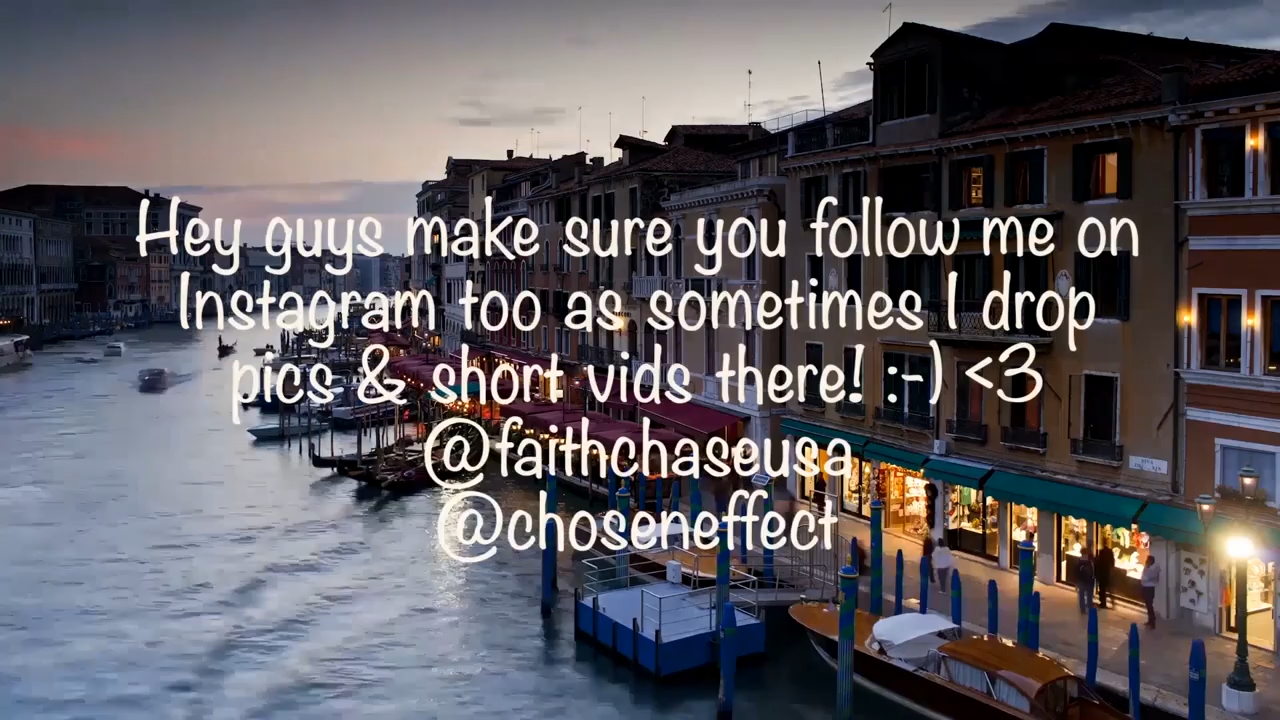 Hey guys make sure you follow me on
Instagram too as sometimes I drop
pics & short vids there! :-) <3
@faithchaseusa
@choseneffect